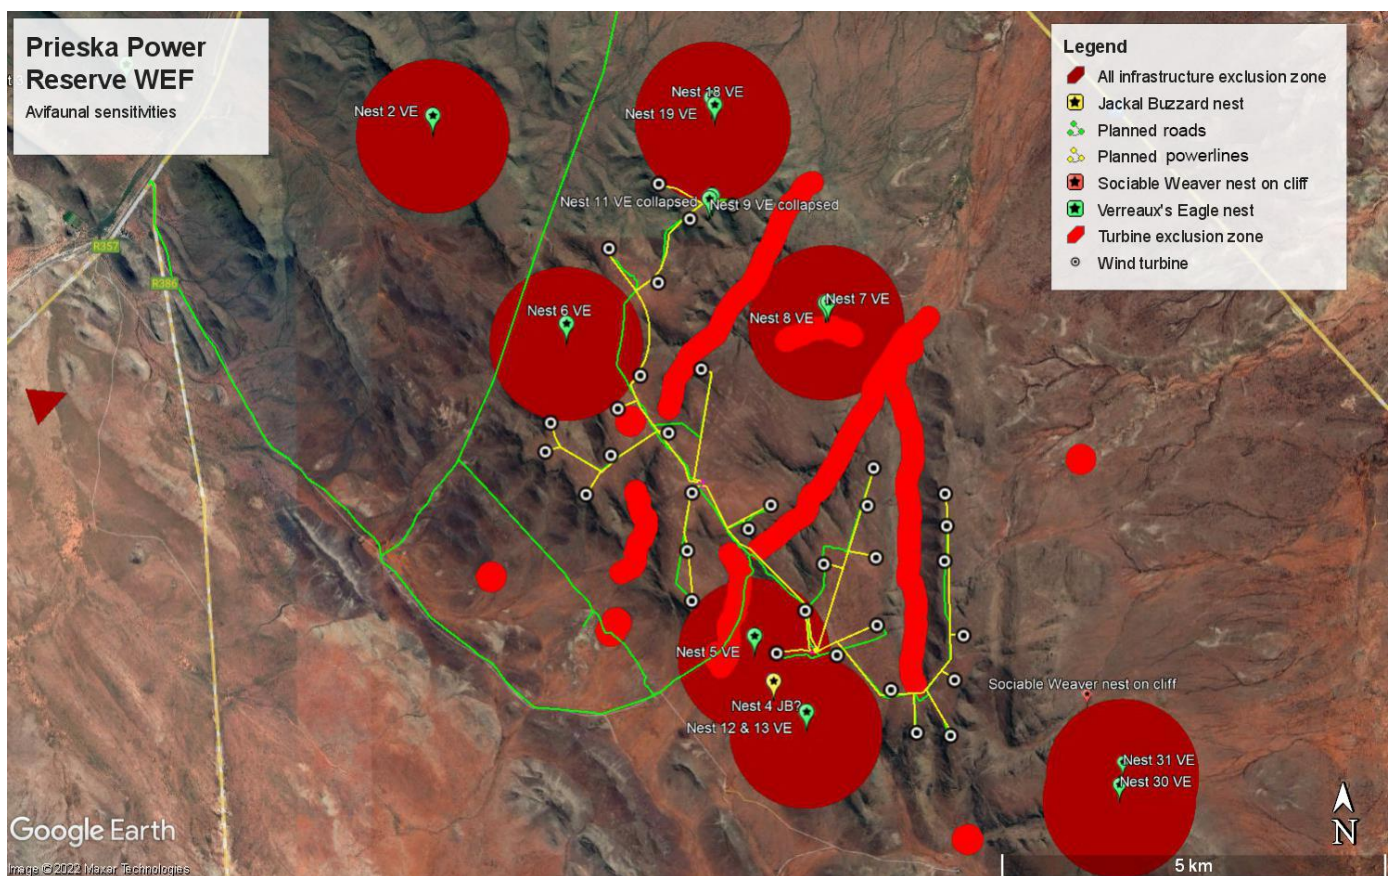 Prieska Power
Reserve WEF
Avifaunal sensitivities
Legend
All infrastructure exclusion zone
Jackal Buzzard nest
Planned roads
Planned powerlines
Sociable Weaver nest on cliff
Verreaux's Eagle nest
Turbine exclusion zone
Wind turbine
Nest 2 VE
Nest 18 VE
Nest 19 VE
Nest 11 VE collapsed
Nest 9 VE collapsed
R357
R386
Nest 6 VE
Nest 7 VE
Nest 8 VE
Nest 5 VE
Nest 4 JB?
Nest 12 & 13 VE
Sociable Weaver nest on cliff
Nest 31 VE
Nest 30 VE
N
Google Earth
Image © 2022 Maxar Technologies
5 km